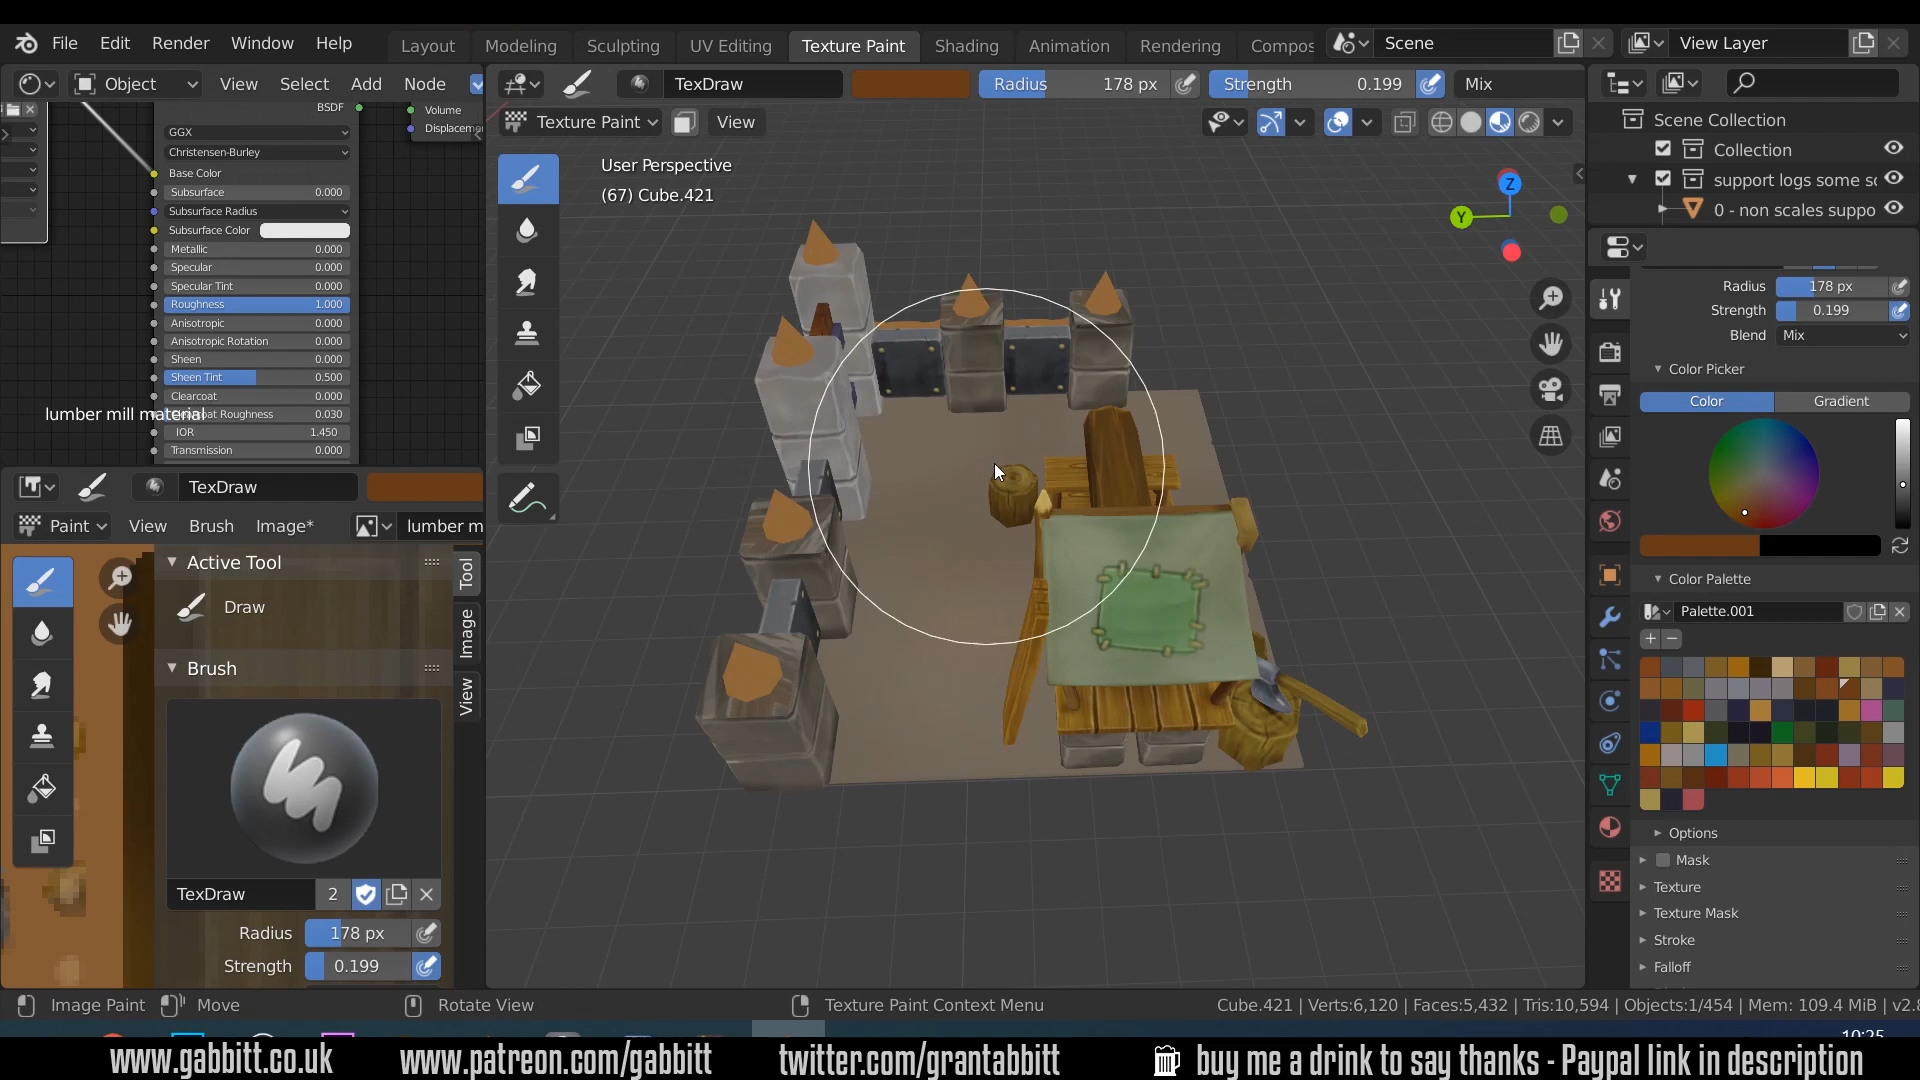 File Edit Render Window Help
Layout Modeling Sculpting UV Editing Texture Paint Shading Animation Rendering Compos
Scene
View Layer
Object View Select Add Node
TexDraw Radius 178 px Strength 0.199 Mix
Texture Paint View
User Perspective
(67) Cube.421
BSDF
GGX
Christensen-Burley
Base Color
Subsurface 0.000
Subsurface Radius
Subsurface Color
Metallic 0.000
Specular 0.000
Specular Tint 0.000
Roughness 1.000
Anisotropic 0.000
Anisotropic Rotation 0.000
Sheen 0.000
Sheen Tint 0.500
Clearcoat 0.000
Clearcoat Roughness 0.030
IOR 1.450
Transmission 0.000
lumber mill material
Volume
Displaceme
Z
Y
TexDraw
Paint View Brush Image* lumber m
Active Tool
Draw
Brush
TexDraw 2
Radius 178 px
Strength 0.199
Tool
Image
View
Scene Collection
Collection
support logs some sc
0 - non scales suppo
Radius 178 px
Strength 0.199
Blend Mix
Color Picker
Color Gradient
Color Palette
Palette.001
Options
Mask
Texture
Texture Mask
Stroke
Falloff
Image Paint Move Rotate View Texture Paint Context Menu Cube.421 | Verts:6,120 | Faces:5,432 | Tris:10,594 | Objects:1/454 | Mem: 109.4 MiB | v2.8
10:25
www.gabbitt.co.uk www.patreon.com/gabbitt twitter.com/grantabbitt buy me a drink to say thanks - Paypal link in description